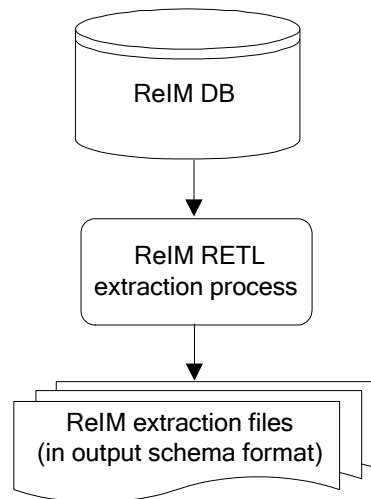 ReIM DB
ReIM RETL
extraction process
ReIM extraction files
(in output schema format)